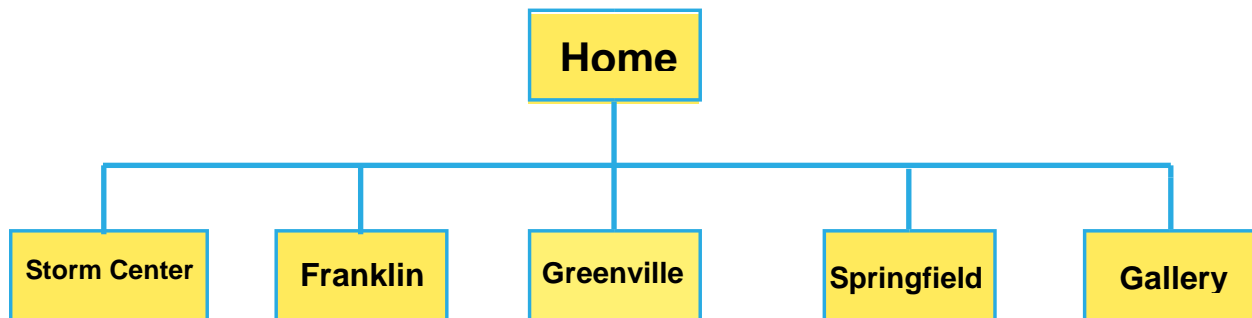 Home
Storm Center
Franklin
Greenville
Springfield
Gallery